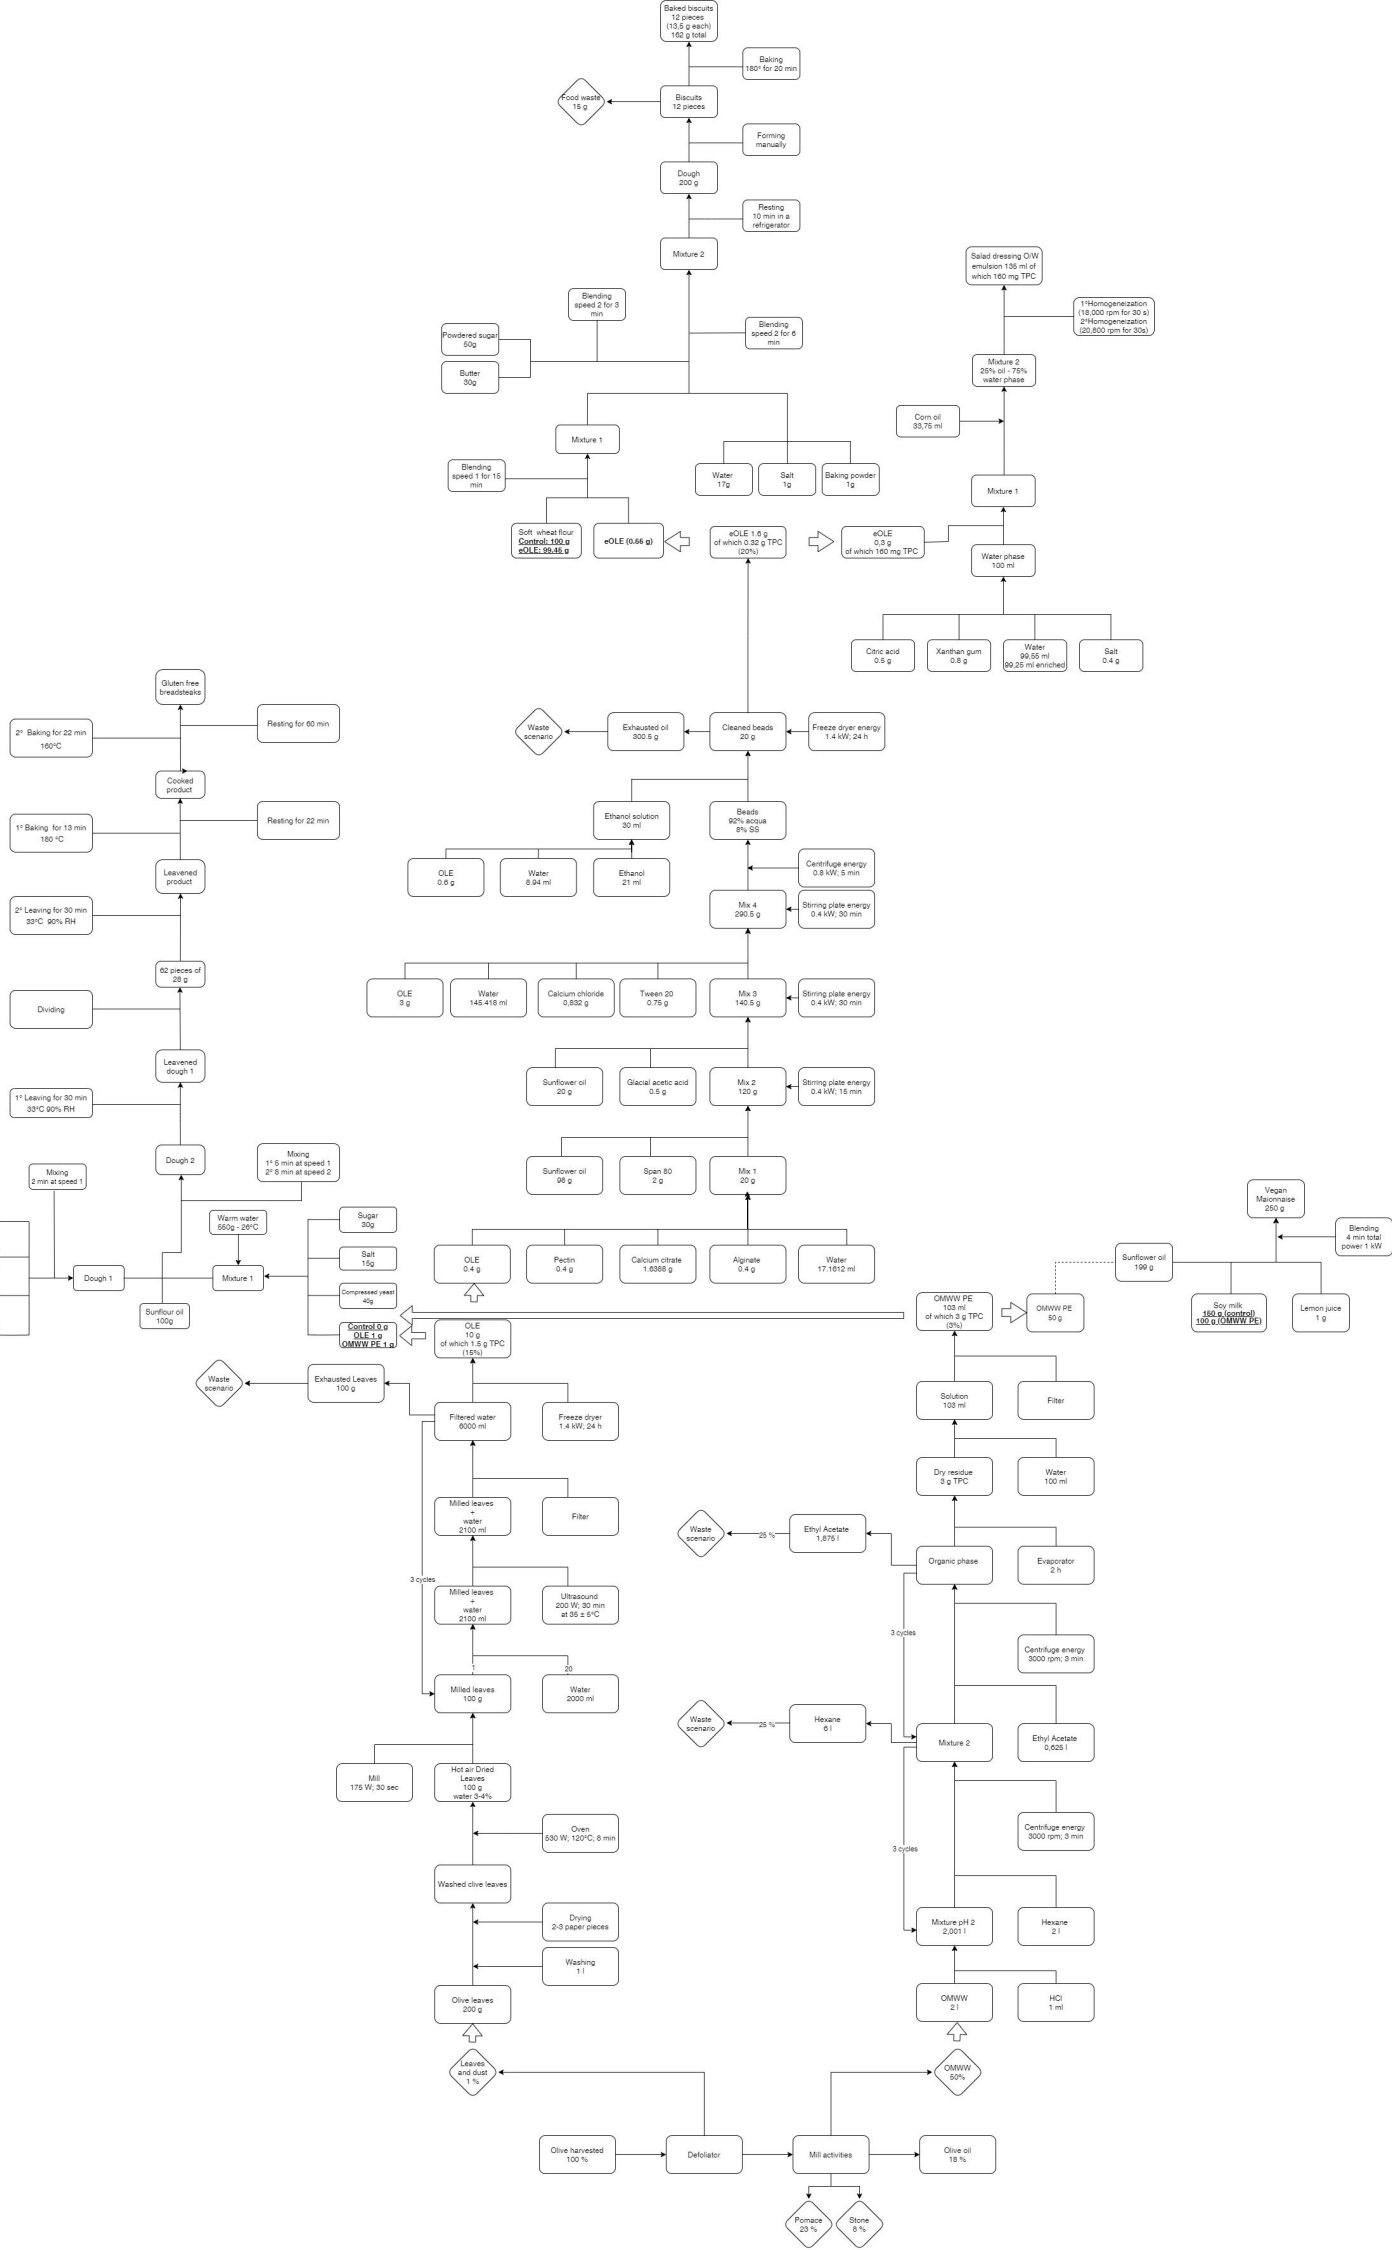 Baked biscuits
12 pieces
(13,5 g each)
162 g total
Baking
180° for 20 min
Food waste
15 g
Biscuits
12 pieces
Forming
manually
Dough
200 g
Resting
10 min in a
refrigerator
Mixture 2
Blending
speed 2 for 3
min
Powdered sugar
50g
Butter
30g
Blending
speed 2 for 6
min
Mixture 1
Blending
speed 1 for 15
min
Water
17g
Salt
1g
Baking powder
1g
Soft wheat flour
Control: 100 g
eOLE: 99.45 g
eOLE (0.55 g)
eOLE 1.6 g
of which 0.32 g TPC
(20%)
Salad dressing O/W
emulsion 135 ml of
which 160 mg TPC
1°Homogeneization
(18,000 rpm for 30 s)
2°Homogeneization
(20,800 rpm for 30s)
Mixture 2
25% oil - 75%
water phase
Corn oil
33,75 ml
Mixture 1
eOLE
0,3 g
of which 160 mg TPC
Water phase
100 ml
Citric acid
0.5 g
Xanthan gum
0.8 g
Water
99,55 ml
99,25 ml enriched
Salt
0.4 g
Gluten free
breadsteaks
2° Baking for 22 min
160°C
Resting for 60 min
Cooked
product
1° Baking for 13 min
180 °C
Resting for 22 min
Leavened
product
2° Leaving for 30 min
33°C 90% RH
62 pieces of
28 g
Dividing
Leavened
dough 1
1° Leaving for 30 min
33°C 90% RH
Dough 2
Mixing
1° 5 min at speed 1
2° 8 min at speed 2
Mixing
2 min at speed 1
Warm water
550g - 26°C
Sugar
30g
Salt
15g
Dough 1
Mixture 1
Compressed yeast
40g
Sunflour oil
100g
Control 0 g
OLE 1 g
OMWW PE 1 g
Waste
scenario
Exhausted oil
300.5 g
Cleaned beads
20 g
Freeze dryer energy
1.4 kW; 24 h
Ethanol solution
30 ml
Beads
92% acqua
8% SS
OLE
0.6 g
Water
8.94 ml
Ethanol
21 ml
Centrifuge energy
0.8 kW; 5 min
Mix 4
290.5 g
Stirring plate energy
0.4 kW; 30 min
OLE
3 g
Water
145.418 ml
Calcium chloride
0,832 g
Tween 20
0.75 g
Mix 3
140.5 g
Stirring plate energy
0.4 kW; 30 min
Sunflower oil
20 g
Glacial acetic acid
0.5 g
Mix 2
120 g
Stirring plate energy
0.4 kW; 15 min
Sunflower oil
98 g
Span 80
2 g
Mix 1
20 g
OLE
0.4 g
Pectin
0.4 g
Calcium citrate
1.6388 g
Alginate
0.4 g
Water
17.1612 ml
Vegan
Maionnaise
250 g
Blending
4 min total
power 1 kW
Sunflower oil
199 g
Soy milk
150 g (control)
100 g (OMWW PE)
Lemon juice
1 g
OMWW PE
103 ml
of which 3 g TPC
(3%)
OMWW PE
50 g
OLE
10 g
of which 1.5 g TPC
(15%)
Waste
scenario
Exhausted Leaves
100 g
Filtered water
6000 ml
Freeze dryer
1.4 kW; 24 h
Milled leaves
+
water
2100 ml
Filter
3 cycles
Milled leaves
+
water
2100 ml
Ultrasound
200 W; 30 min
at 35 ± 5°C
1
20
Milled leaves
100 g
Water
2000 ml
Mill
175 W; 30 sec
Hot air Dried
Leaves
100 g
water 3-4%
Oven
530 W; 120°C; 8 min
Washed clive leaves
Drying
2-3 paper pieces
Washing
1 l
Olive leaves
200 g
Leaves
and dust
1 %
Solution
103 ml
Filter
Dry residue
3 g TPC
Water
100 ml
Waste
scenario
25 %
Ethyl Acetate
1,875 l
Organic phase
Evaporator
2 h
3 cycles
Centrifuge energy
3000 rpm; 3 min
Waste
scenario
25 %
Hexane
6 l
Mixture 2
Ethyl Acetate
0,625 l
3 cycles
Centrifuge energy
3000 rpm; 3 min
Mixture pH 2
2,001 l
Hexane
2 l
OMWW
2 l
HCl
1 ml
OMWW
50%
Olive harvested
100 %
Defoliator
Mill activities
Olive oil
18 %
Pomace
23 %
Stone
8 %